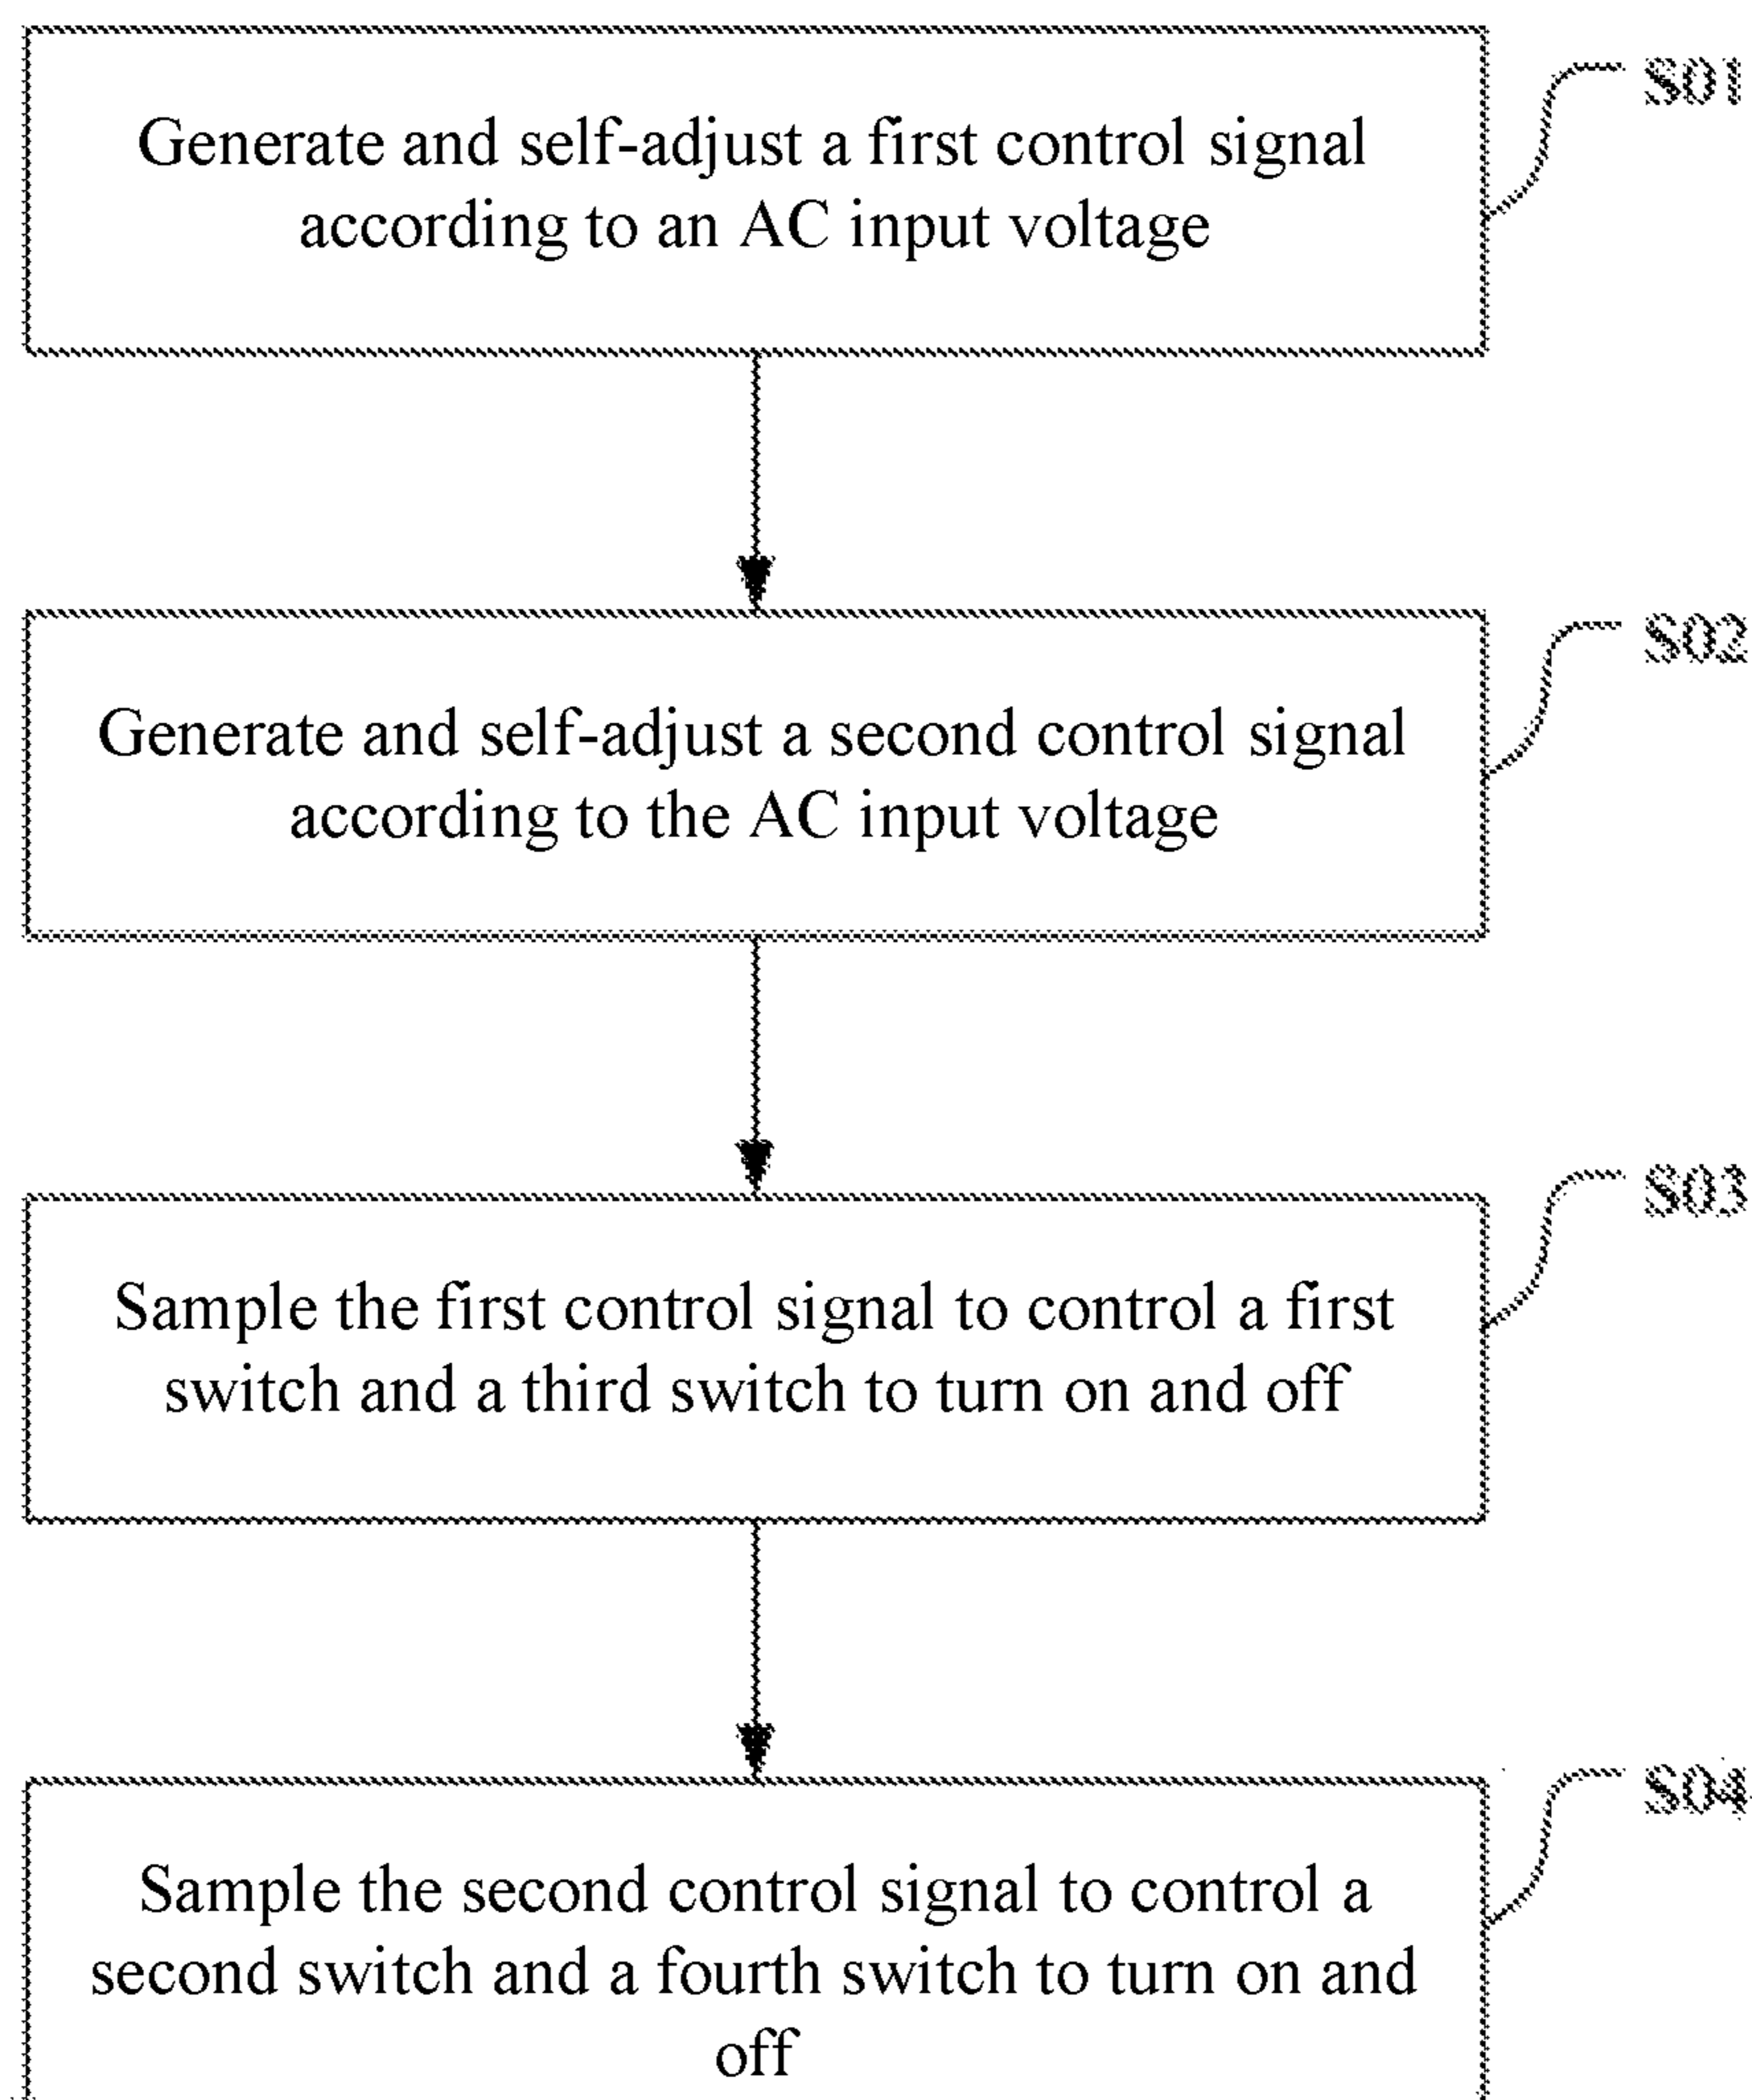 S01
Generate and self-adjust a first control signal
according to an AC input voltage
S02
Generate and self-adjust a second control signal
according to the AC input voltage
S03
Sample the first control signal to control a first
switch and a third switch to turn on and off
S04
Sample the second control signal to control a
second switch and a fourth switch to turn on and
off